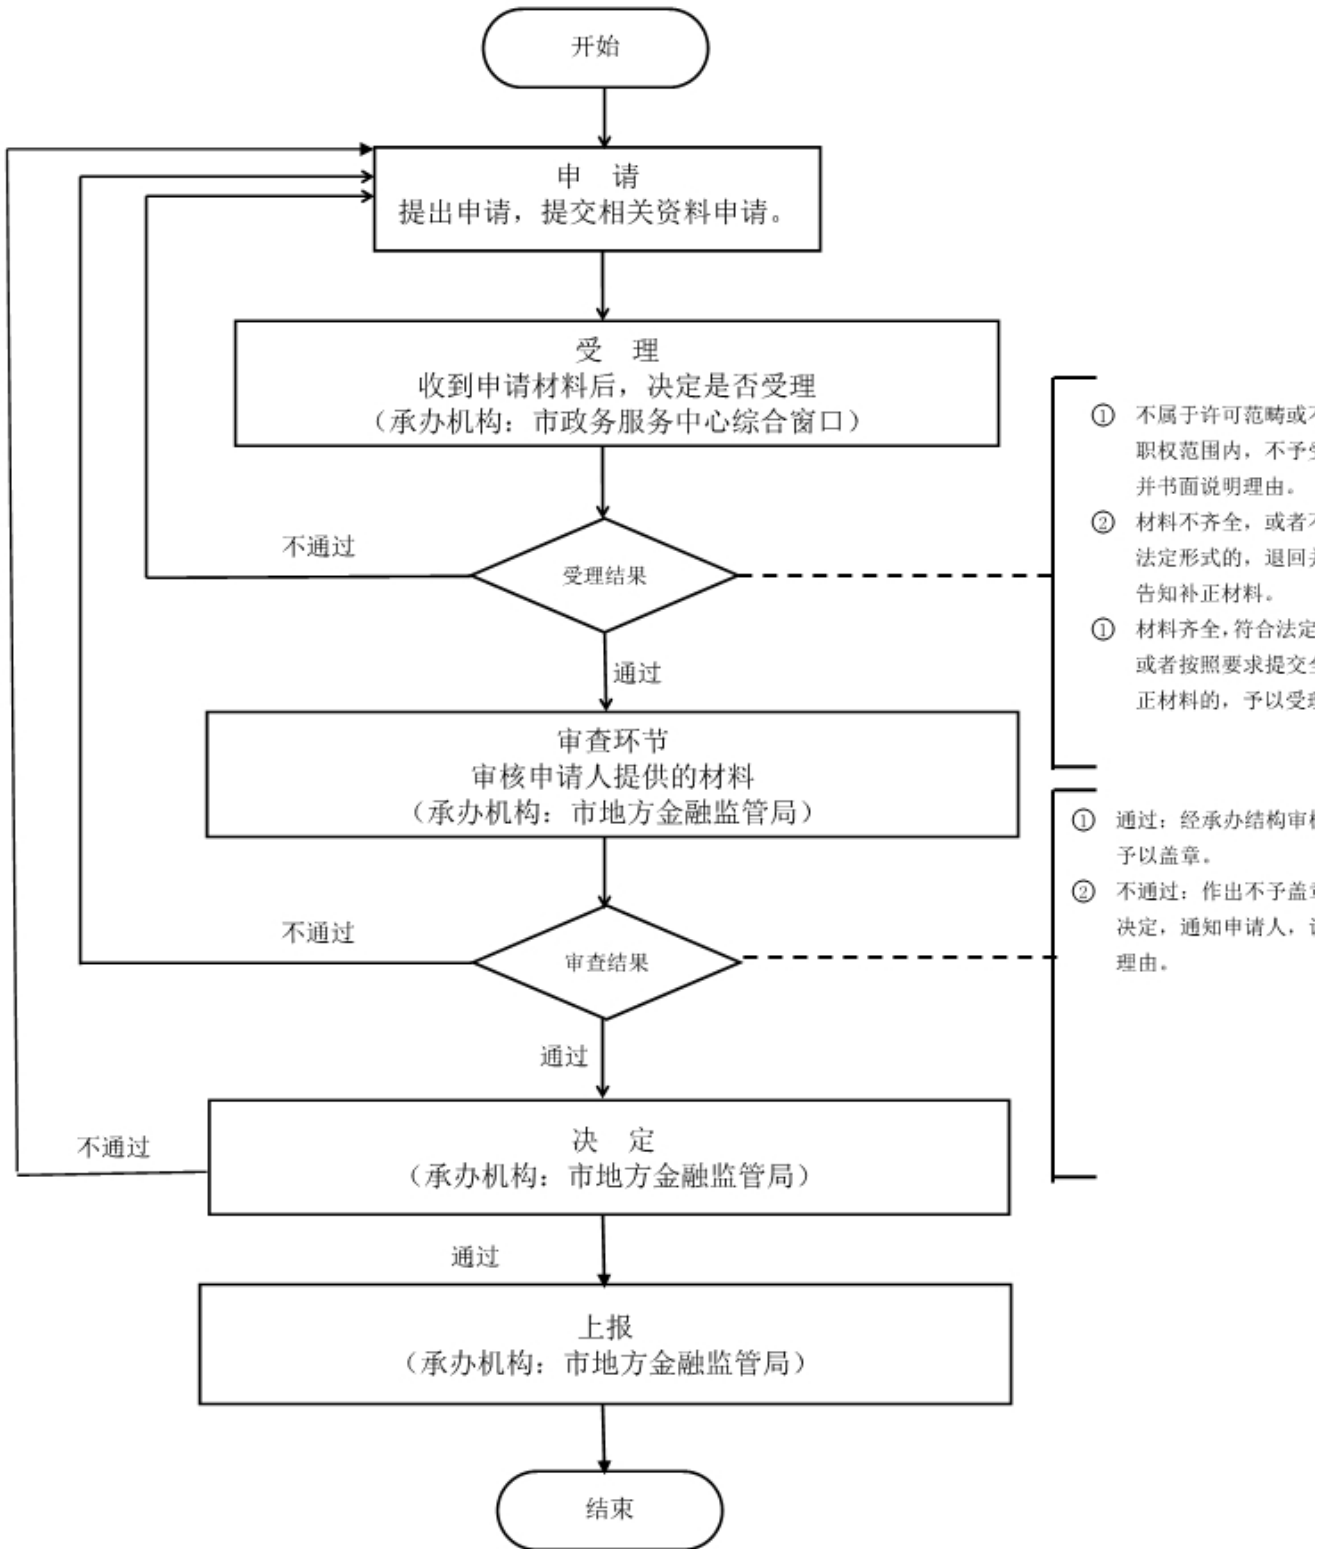 开始
申 请
提出申请，提交相关资料申请。
受 理
收到申请材料后，决定是否受理
（承办机构：市政务服务中心综合窗口）
① 不属于许可范畴或
职权范围内，不予
并书面说明理由。
② 材料不齐全，或者
法定形式的，退回
告知补正材料。
① 材料齐全，符合法定
或者按照要求提交
正材料的，予以受
不通过
受理结果
通过
审查环节
审核申请人提供的材料
（承办机构：市地方金融监管局）
① 通过：经承办结构审
予以盖章。
② 不通过：作出不予盖
决定，通知申请人，
理由。
不通过
审查结果
通过
不通过
决 定
（承办机构：市地方金融监管局）
通过
上报
（承办机构：市地方金融监管局）
结束